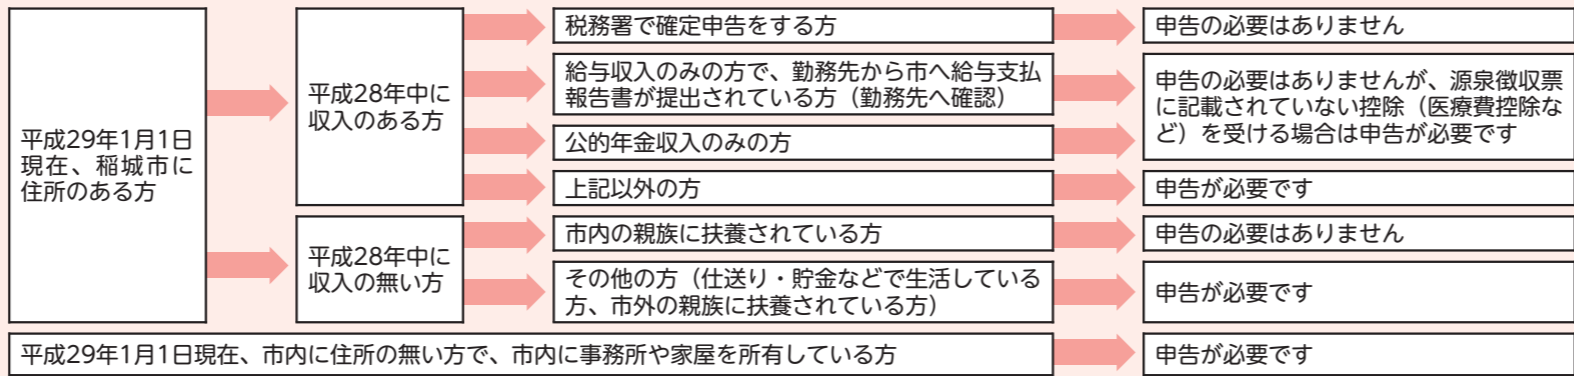 平成29年1月1日
現在、稲城市に
住所のある方
平成28年中に
収入のある方
税務署で確定申告をする方
申告の必要はありません
給与収入のみの方で、勤務先から市へ給与支払
報告書が提出されている方（勤務先へ確認）
公的年金収入のみの方
申告の必要はありませんが、源泉徴収票
に記載されていない控除（医療費控除な
ど）を受ける場合は申告が必要です
上記以外の方
申告が必要です
平成28年中に
収入の無い方
市内の親族に扶養されている方
申告の必要はありません
その他の方（仕送り・貯金などで生活している
方、市外の親族に扶養されている方）
申告が必要です
平成29年1月1日現在、市内に住所の無い方で、市内に事務所や家屋を所有している方
申告が必要です